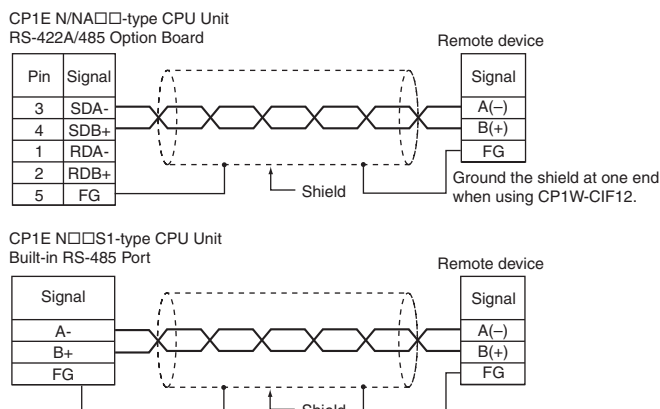 CP1E N/NA□□-type CPU Unit
RS-422A/485 Option Board
Remote device
Pin Signal
Signal
3 SDA-
A(−)
4 SDB+
B(+)
1 RDA-
FG
2 RDB+
5 FG
Shield
Ground the shield at one end
when using CP1W-CIF12.
CP1E N□□S1-type CPU Unit
Built-in RS-485 Port
Remote device
Signal
Signal
A-
A(−)
B+
B(+)
FG
FG
Shield